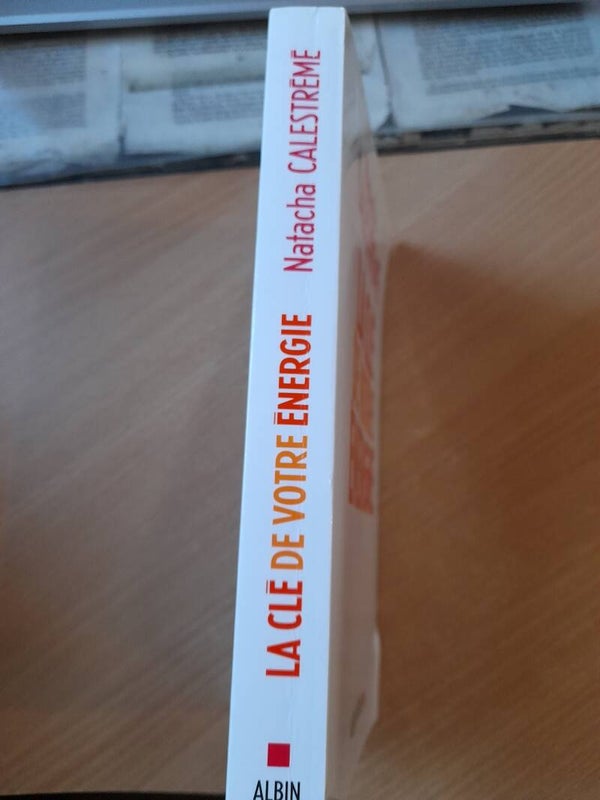 LA CLÉ DE VOTRE ÉNERGIE Natacha CALESTRÉMÉ
ALBIN